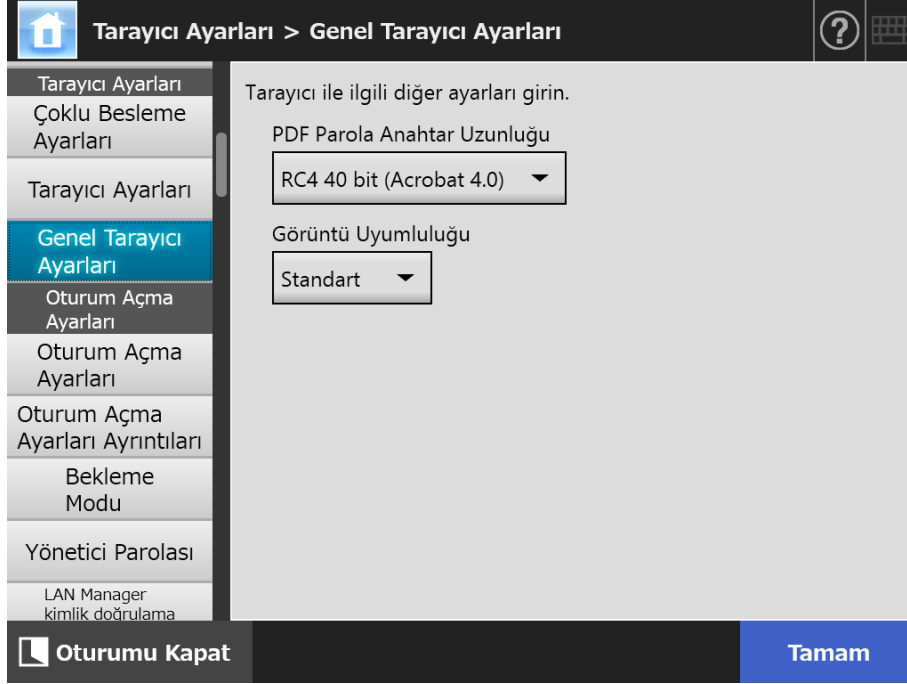 Tarayıcı Ayarları > Genel Tarayıcı Ayarları
?
Tarayıcı Ayarları
Çoklu Besleme
Ayarları
Tarayıcı Ayarları
Genel Tarayıcı
Ayarları
Oturum Açma
Ayarları
Oturum Açma
Ayarları
Oturum Açma
Ayarları Ayrıntıları
Bekleme
Modu
Yönetici Parolası
LAN Manager
kimlik doğrulama
Tarayıcı ile ilgili diğer ayarları girin.
PDF Parola Anahtar Uzunluğu
RC4 40 bit (Acrobat 4.0)
Görüntü Uyumluluğu
Standart
Oturumu Kapat
Tamam